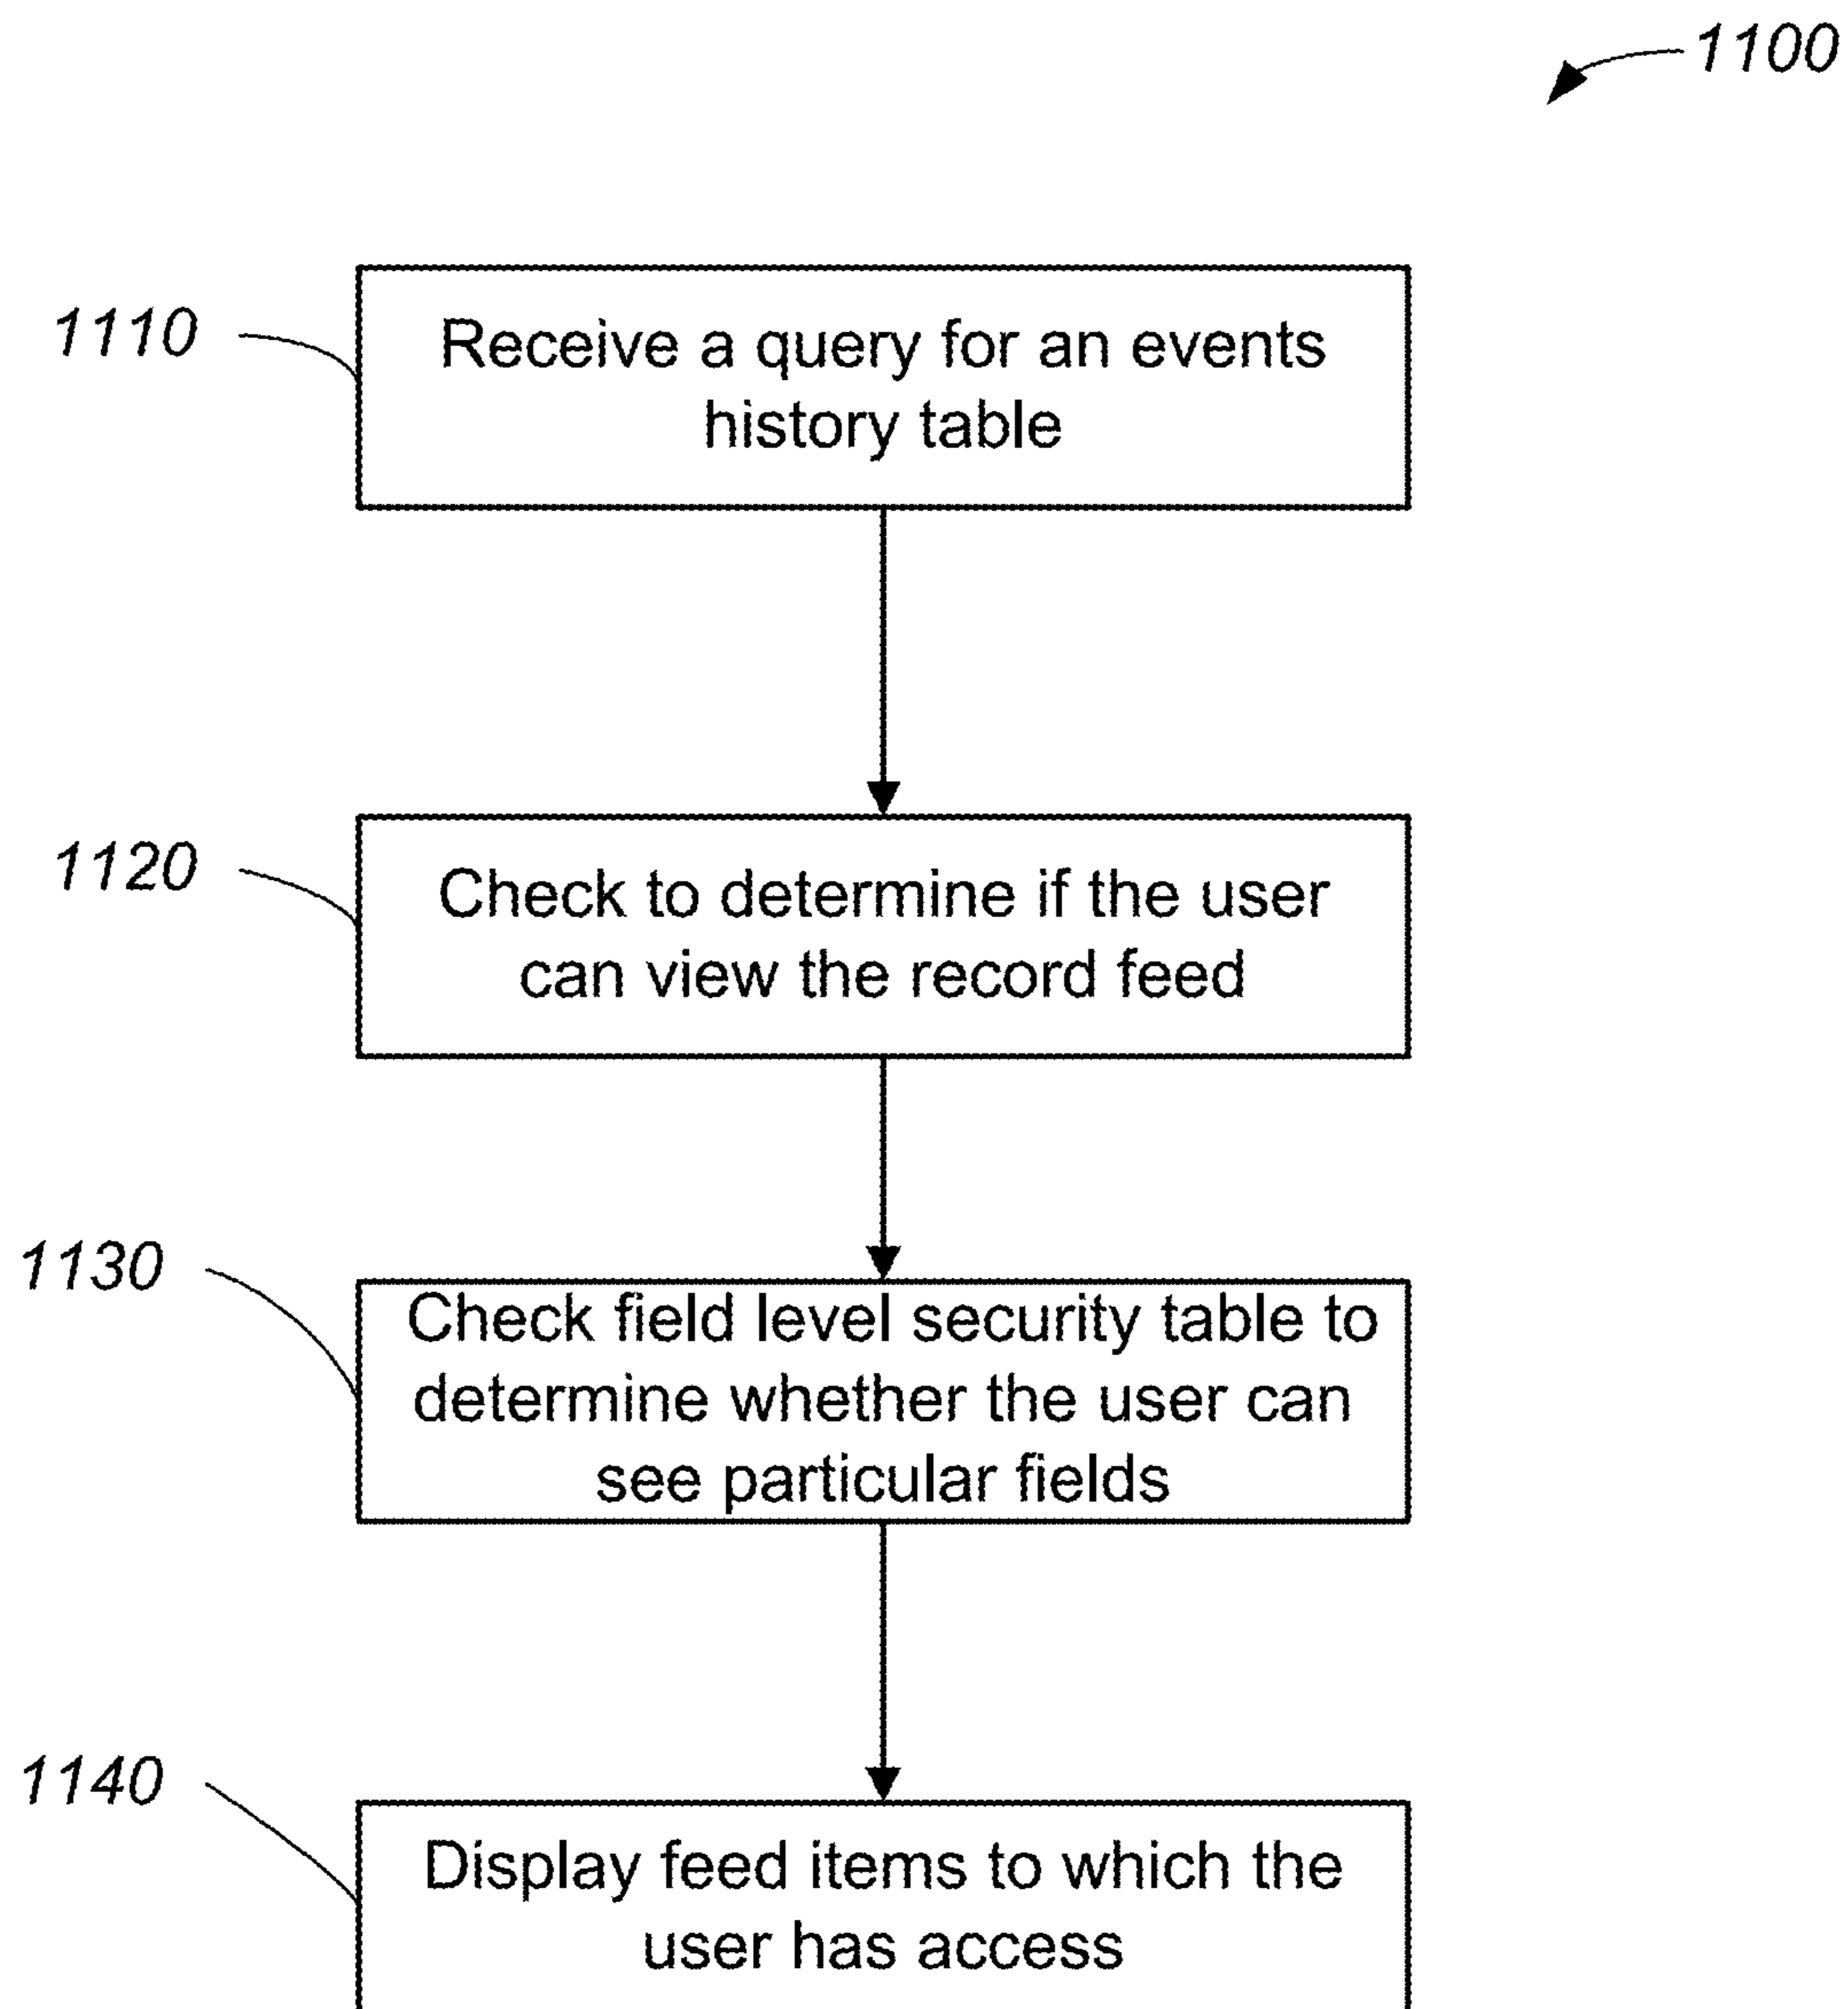 1100
1110
Receive a query for an events
history table
1120
Check to determine if the user
can view the record feed
1130
Check field level security table to
determine whether the user can
see particular fields
1140
Display feed items to which the
user has access